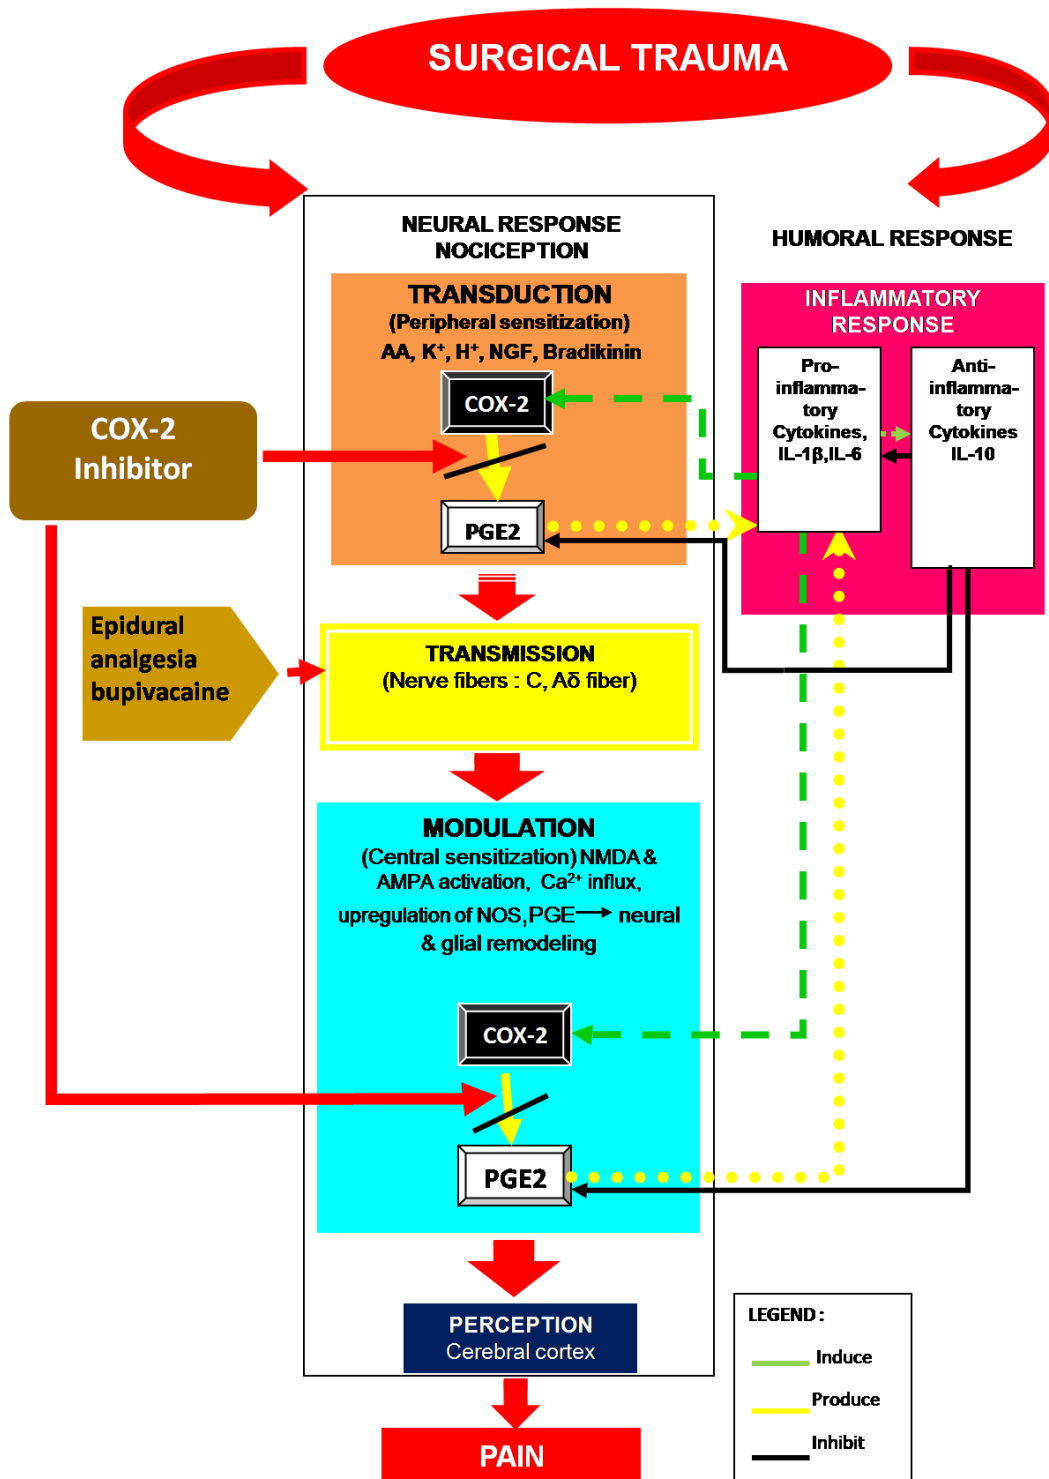 SURGICAL TRAUMA
NEURAL RESPONSE
NOCICEPTION
TRANSDUCTION
(Peripheral sensitization)
AA, K⁺, H⁺, NGF, Bradikinin
COX-2
PGE2
HUMORAL RESPONSE
INFLAMMATORY
RESPONSE
Pro-
inflamma-
tory
Cytokines,
IL-1β,IL-6
Anti-
inflamma-
tory
Cytokines
IL-10
COX-2
Inhibitor
Epidural
analgesia
bupivacaine
TRANSMISSION
(Nerve fibers : C, Aδ fiber)
MODULATION
(Central sensitization) NMDA &
AMPA activation, Ca²⁺ influx,
upregulation of NOS,PGE → neural
& glial remodeling
COX-2
PGE2
PERCEPTION
Cerebral cortex
PAIN
LEGEND :
Induce
Produce
Inhibit